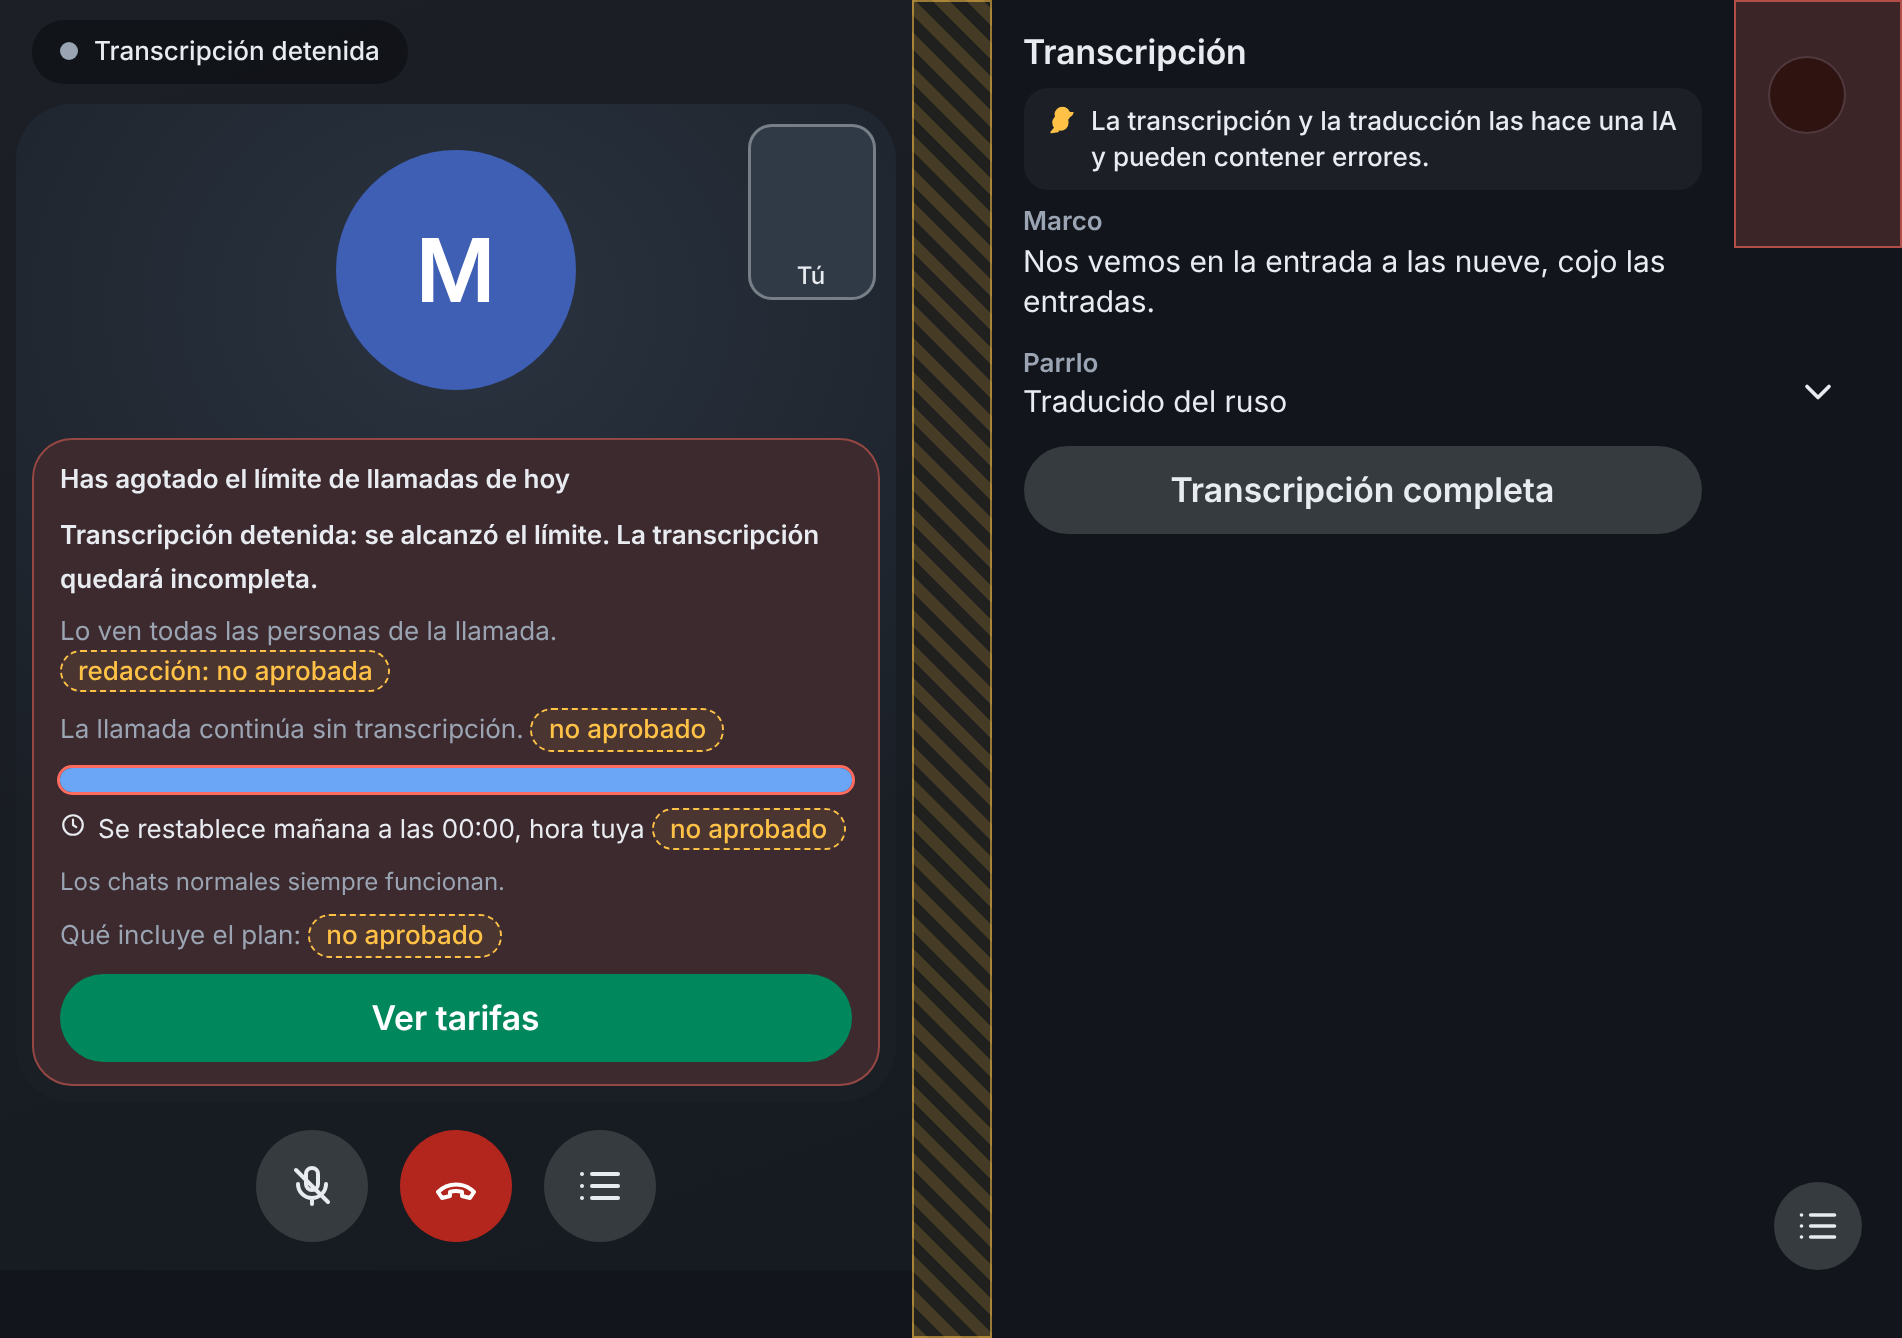 Transcripción detenida
M
Tú
Has agotado el límite de llamadas de hoy
Transcripción detenida: se alcanzó el límite. La transcripción
quedará incompleta.
Lo ven todas las personas de la llamada.
redacción: no aprobada
La llamada continúa sin transcripción. no aprobado
Se restablece mañana a las 00:00, hora tuya no aprobado
Los chats normales siempre funcionan.
Qué incluye el plan: no aprobado
Ver tarifas
Transcripción
La transcripción y la traducción las hace una IA
y pueden contener errores.
Marco
Nos vemos en la entrada a las nueve, cojo las
entradas.
Parrlo
Traducido del ruso
Transcripción completa